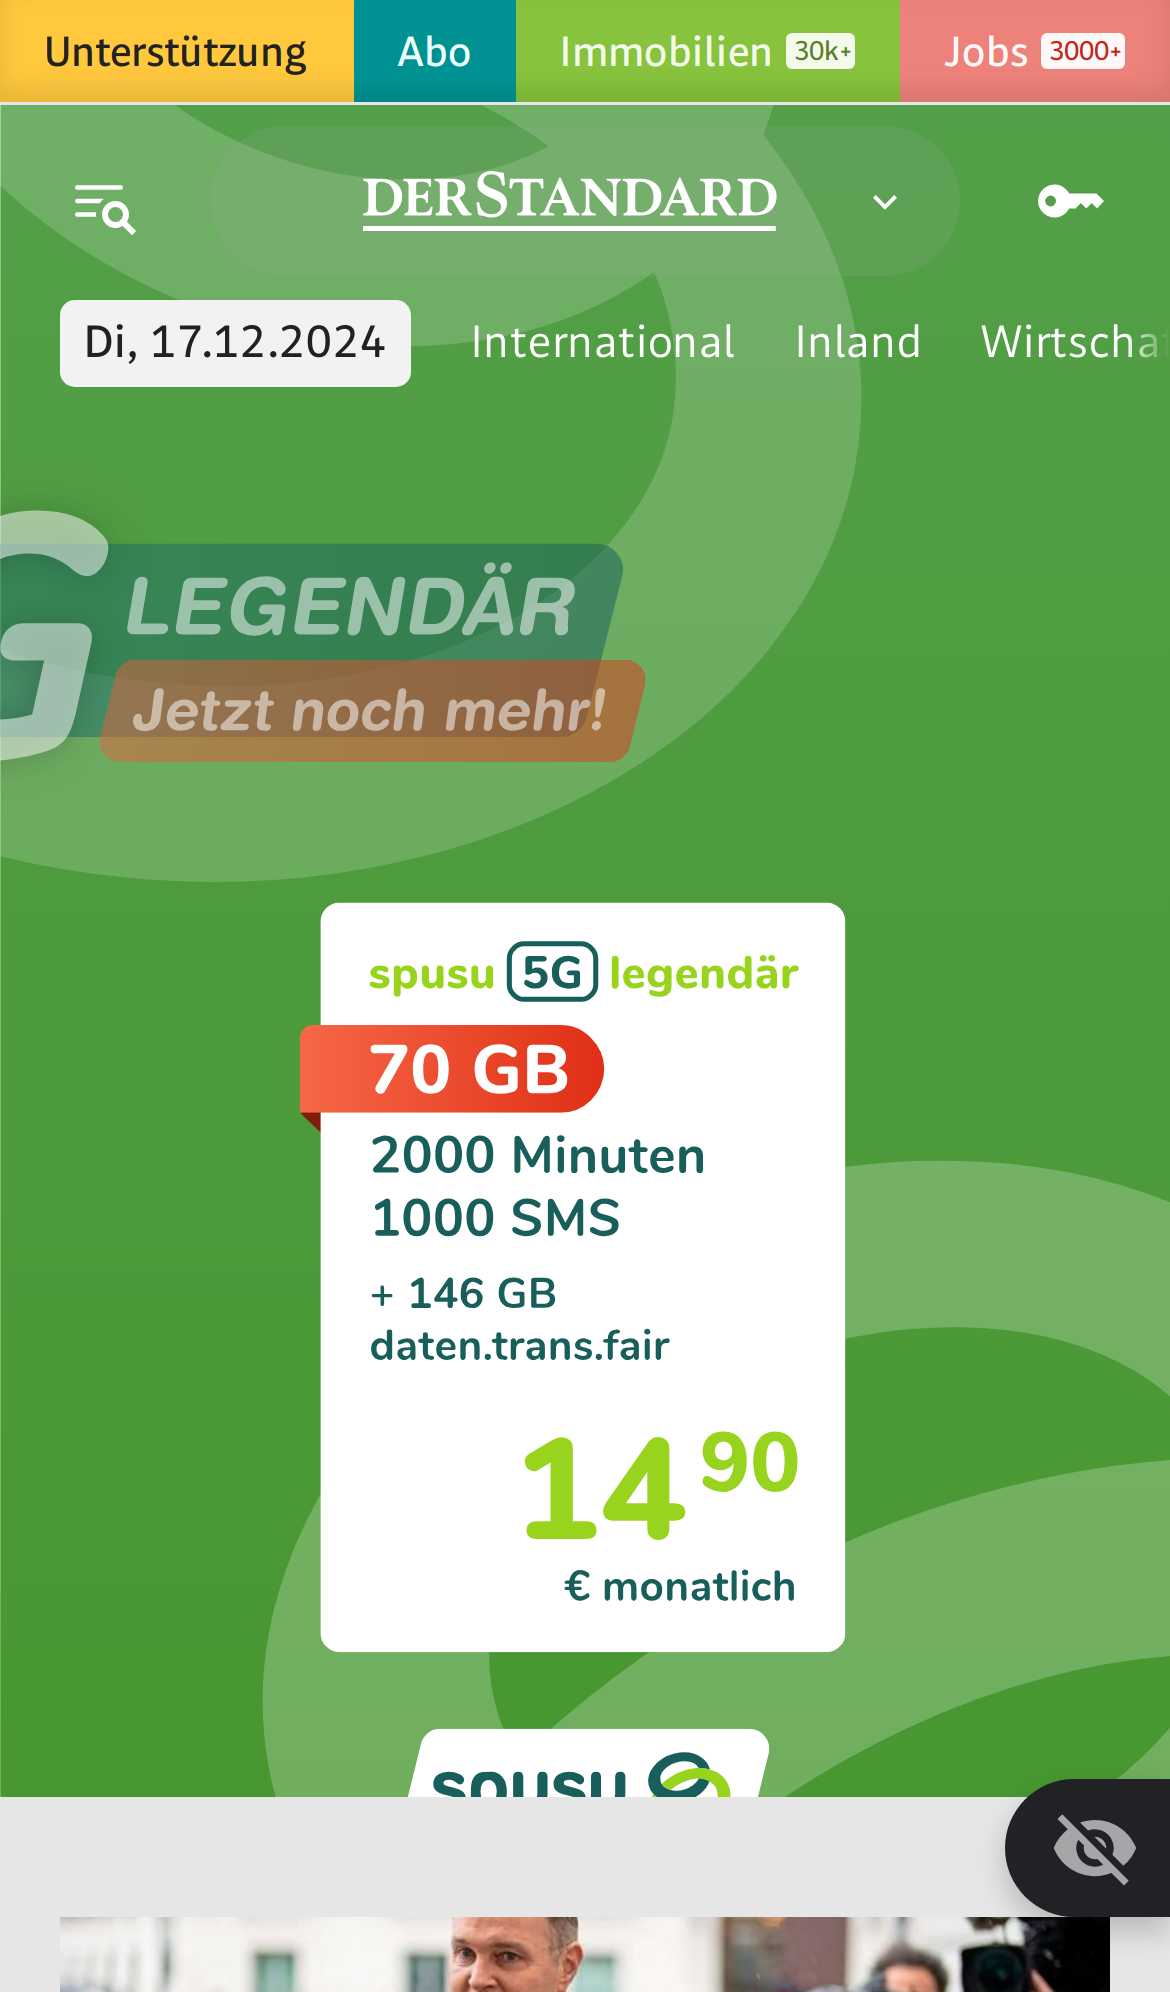 Unterstützung
Abo
Immobilien 30k+
Jobs 3000+
DERSTANDARD
Di, 17.12.2024
International
Inland
Wirtscha
G
LEGENDÄR
Jetzt noch mehr!
spusu 5G legendär
70 GB
2000 Minuten
1000 SMS
+ 146 GB
daten.trans.fair
14 90
€ monatlich
spusu